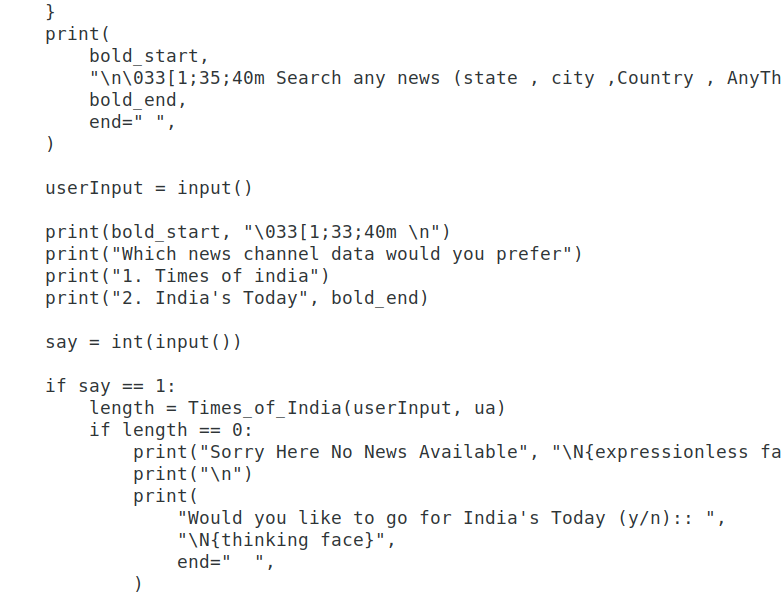 }
print(
bold_start,
"\n\033[1;35;40m Search any news (state , city ,Country , AnyTh
bold_end,
end=" ",
)
userInput = input()
print(bold_start, "\033[1;33;40m \n")
print("Which news channel data would you prefer")
print("1. Times of india")
print("2. India's Today", bold_end)
say = int(input())
if say == 1:
length = Times_of_India(userInput, ua)
if length == 0:
print("Sorry Here No News Available", "\N{expressionless fa
print("\n")
print(
"Would you like to go for India's Today (y/n):: ",
"\N{thinking face}",
end="  ",
)